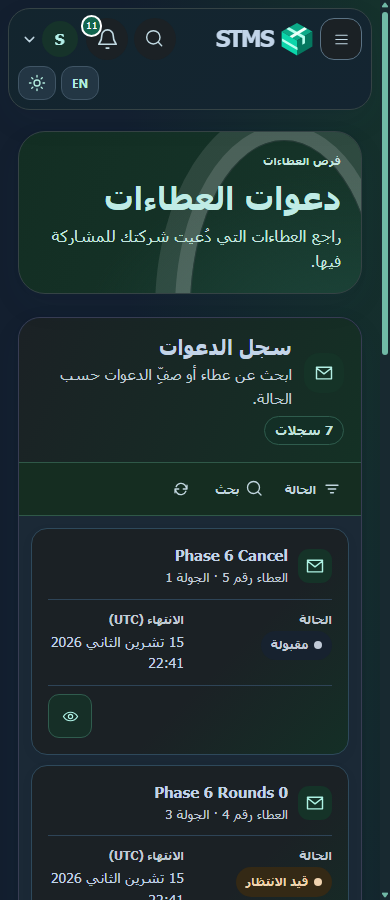 STMS
11
S
EN
فرص العطاءات
دعوات العطاءات
راجع العطاءات التي دُعيت شركتك للمشاركة
فيها.
سجل الدعوات
ابحث عن عطاء أو صفِّ الدعوات حسب
الحالة.
7 سجلات
الحالة
بحث
Phase 6 Cancel
العطاء رقم 5 · الجولة 1
الحالة
الانتهاء (UTC)
مقبولة
15 تشرين الثاني 2026
22:41
Phase 6 Rounds 0
العطاء رقم 4 · الجولة 3
الحالة
الانتهاء (UTC)
قيد الانتظار
15 تشرين الثاني 2026
22:41